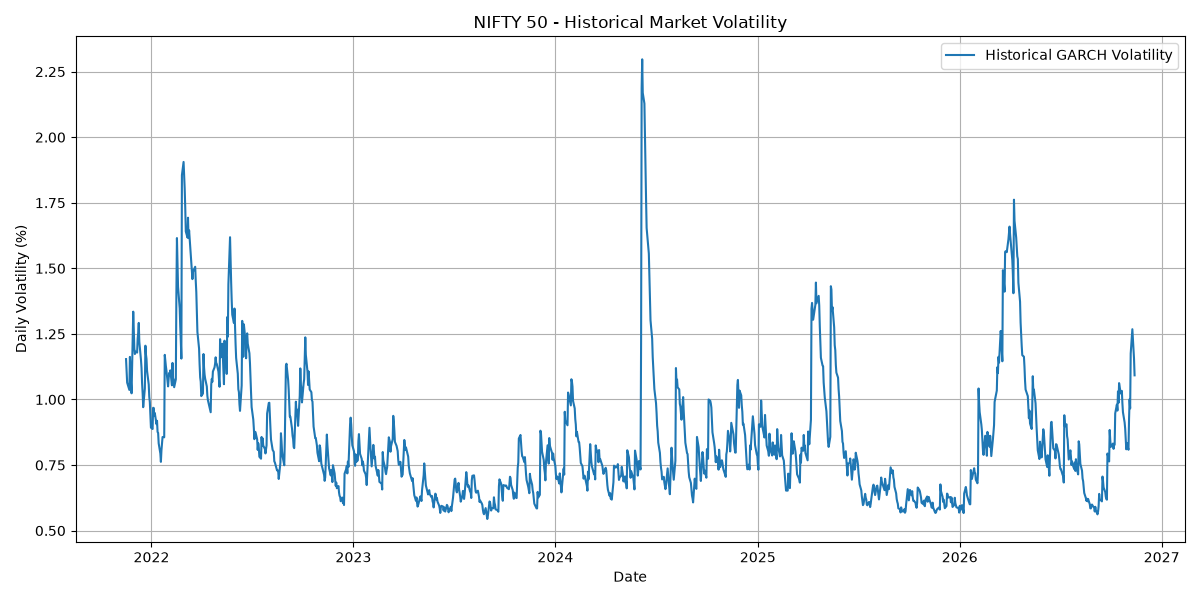 NIFTY 50 - Historical Market Volatility
Historical GARCH Volatility
Daily Volatility (%)
2.25
2.00
1.75
1.50
1.25
1.00
0.75
0.50
2022 2023 2024 2025 2026 2027
Date